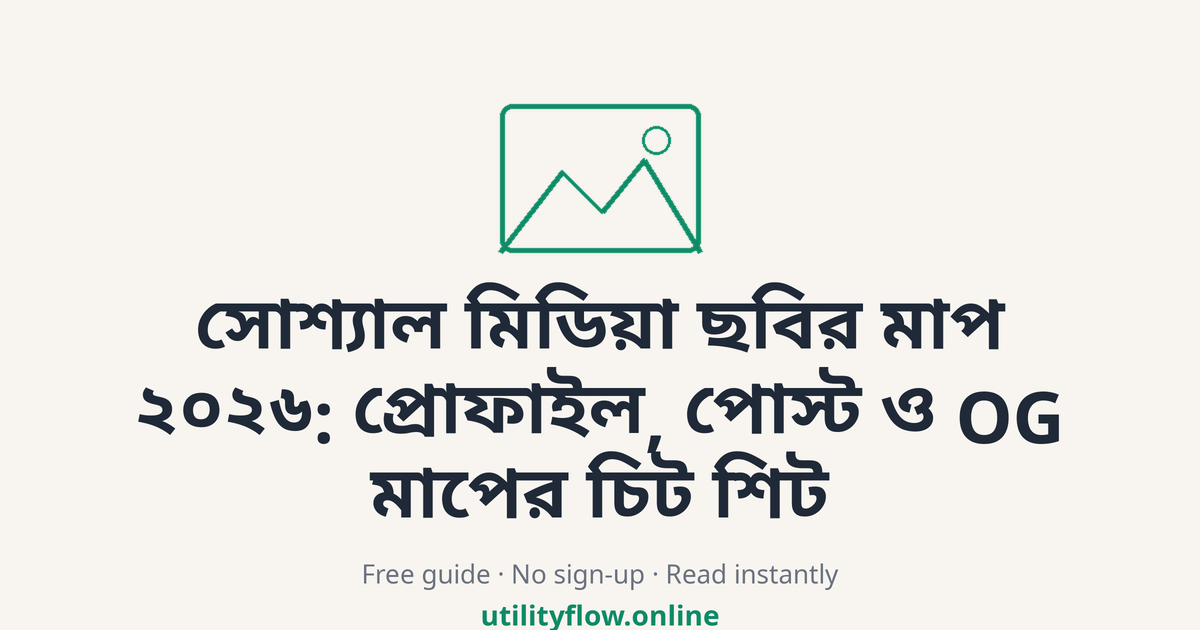 সোশ্যাল মিডিয়া ছবির মাপ
২০২৬: প্রোফাইল, পোস্ট ও OG
মাপের চিট শিট
Free guide · No sign-up · Read instantly
utilityflow.online